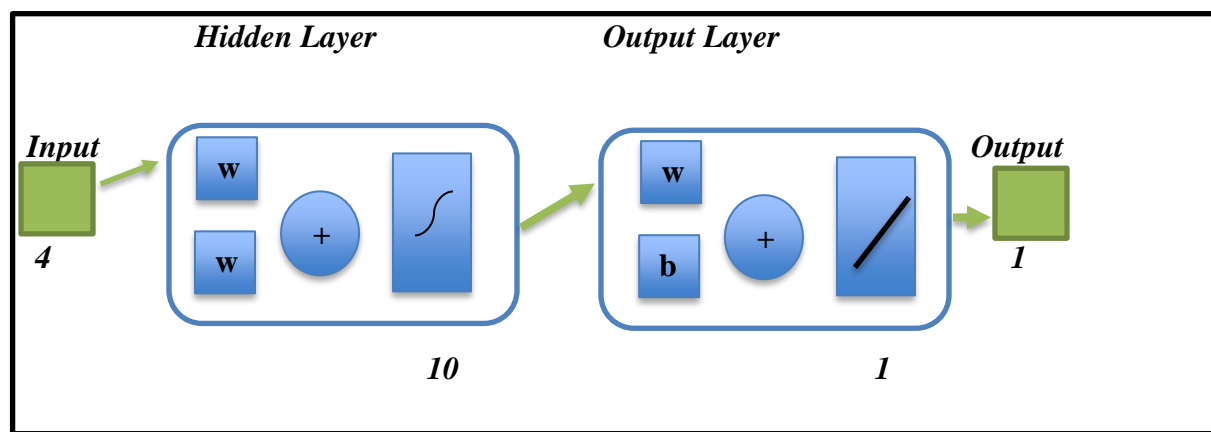 Hidden Layer
Output Layer
Input
4
w
w
+
10
w
b
+
1
Output
1